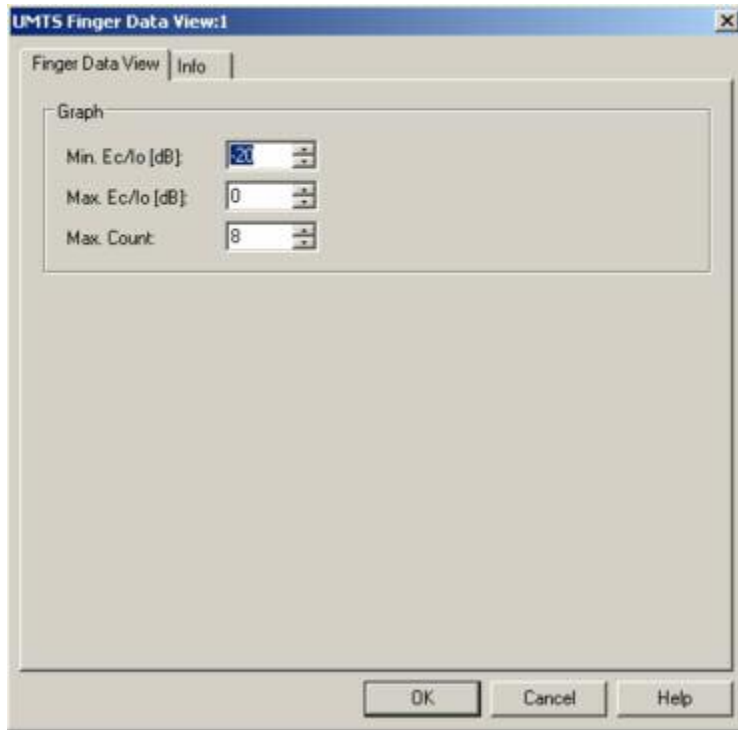 UMTS Finger Data View:1
Finger Data View Info
Graph
Min. Ec/Io [dB]: -20
Max. Ec/Io [dB]: 0
Max. Count: 8
OK Cancel Help